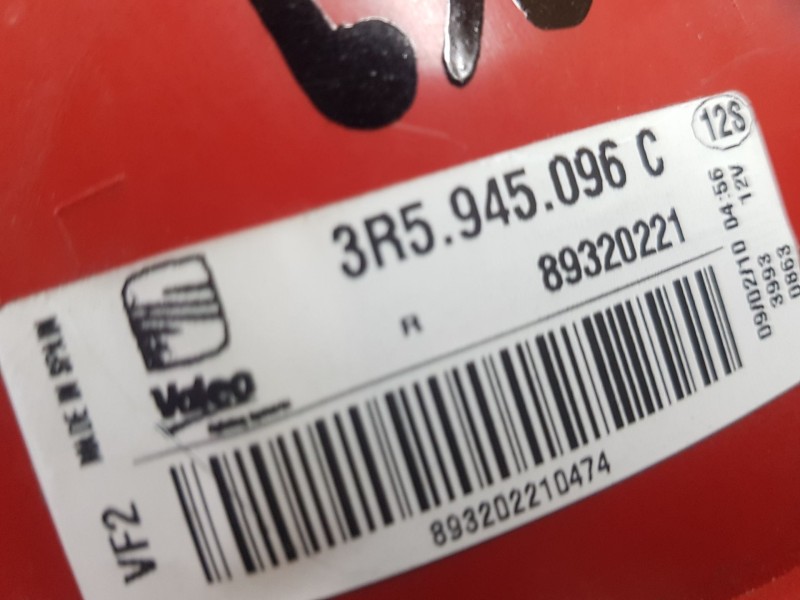 12S
3R5.945.096 C
89320221
R
Valeo
MADE IN SPAIN
VF2
893202210474
09/02/10 04:56
12V
3993
0863